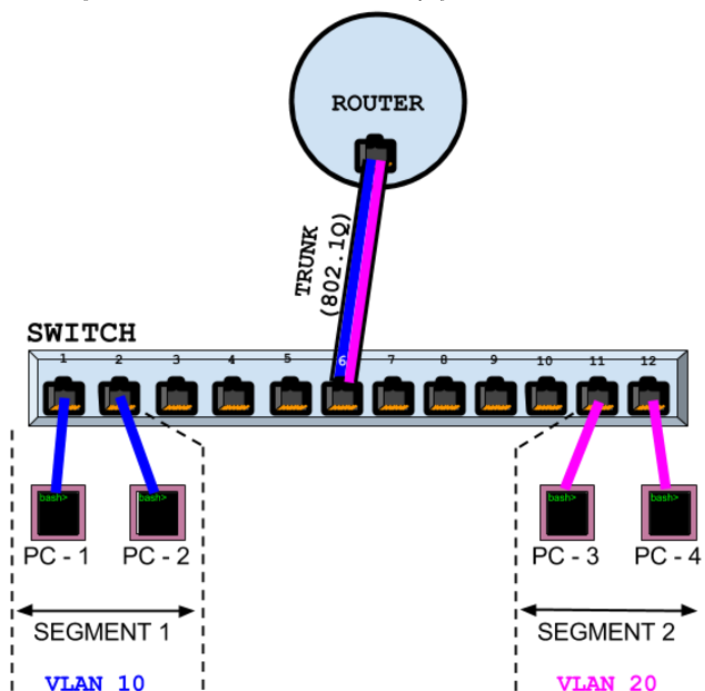 ROUTER
TRUNK
(802.1Q)
SWITCH
1 2 3 4 5 6 7 8 9 10 11 12
bash> bash> bash> bash>
PC - 1 PC - 2 PC - 3 PC - 4
SEGMENT 1 SEGMENT 2
VLAN 10 VLAN 20